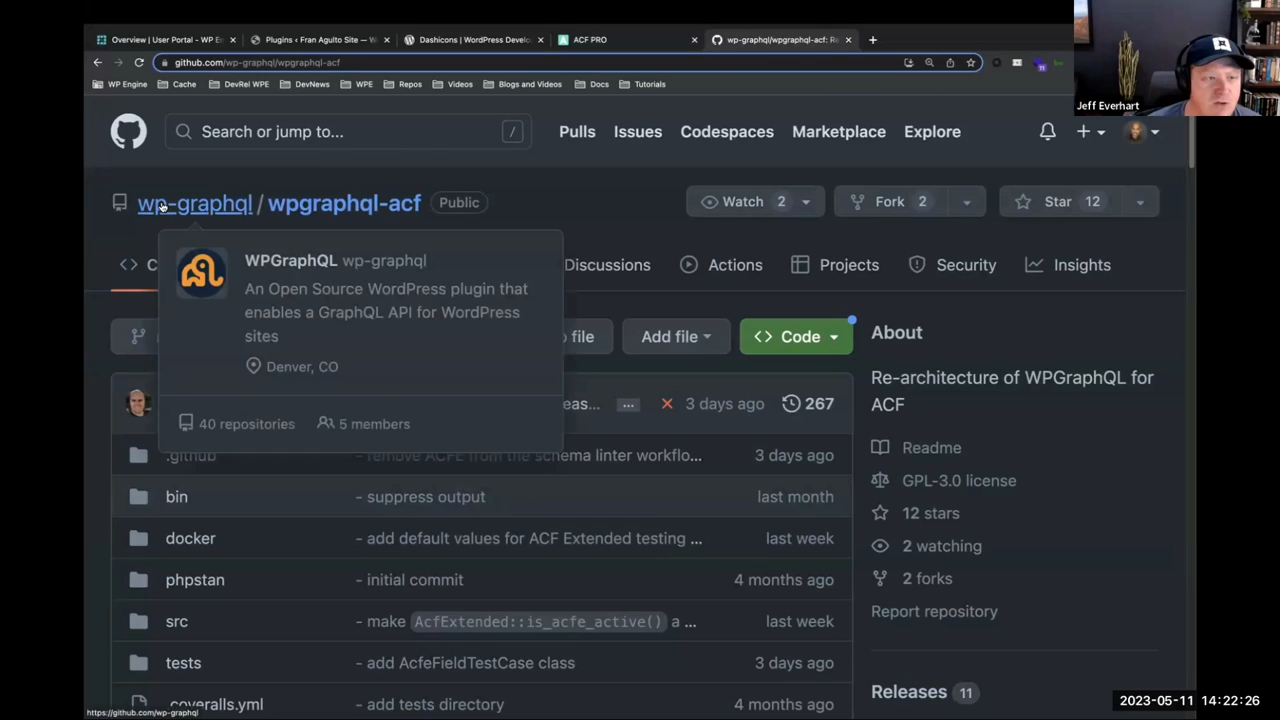 Overview | User Portal - WP E
Plugins ‹ Fran Agulto Site — W
Dashicons | WordPress Develo
ACF PRO
wp-graphql/wpgraphql-acf: Re
github.com/wp-graphql/wpgraphql-acf
WP Engine
Cache
DevRel WPE
DevNews
WPE
Repos
Videos
Blogs and Videos
Docs
Tutorials
Jeff Everhart
Search or jump to...
/
Pulls
Issues
Codespaces
Marketplace
Explore
wp-graphql / wpgraphql-acf
Public
Watch 2
Fork 2
Star 12
C
Discussions
Actions
Projects
Security
Insights
WPGraphQL wp-graphql
An Open Source WordPress plugin that
enables a GraphQL API for WordPress
sites
Denver, CO
40 repositories
5 members
o file
Add file
Code
eas...
...
3 days ago
267
.github
- remove ACFE from the schema linter workflo...
3 days ago
bin
- suppress output
last month
docker
- add default values for ACF Extended testing ...
last week
phpstan
- initial commit
4 months ago
src
- make AcfExtended::is_acfe_active() a ...
last week
tests
- add AcfeFieldTestCase class
3 days ago
.coveralls.yml
- add tests directory
4 months ago
About
Re-architecture of WPGraphQL for
ACF
Readme
GPL-3.0 license
12 stars
2 watching
2 forks
Report repository
Releases 11
https://github.com/wp-graphql
2023-05-11 14:22:26